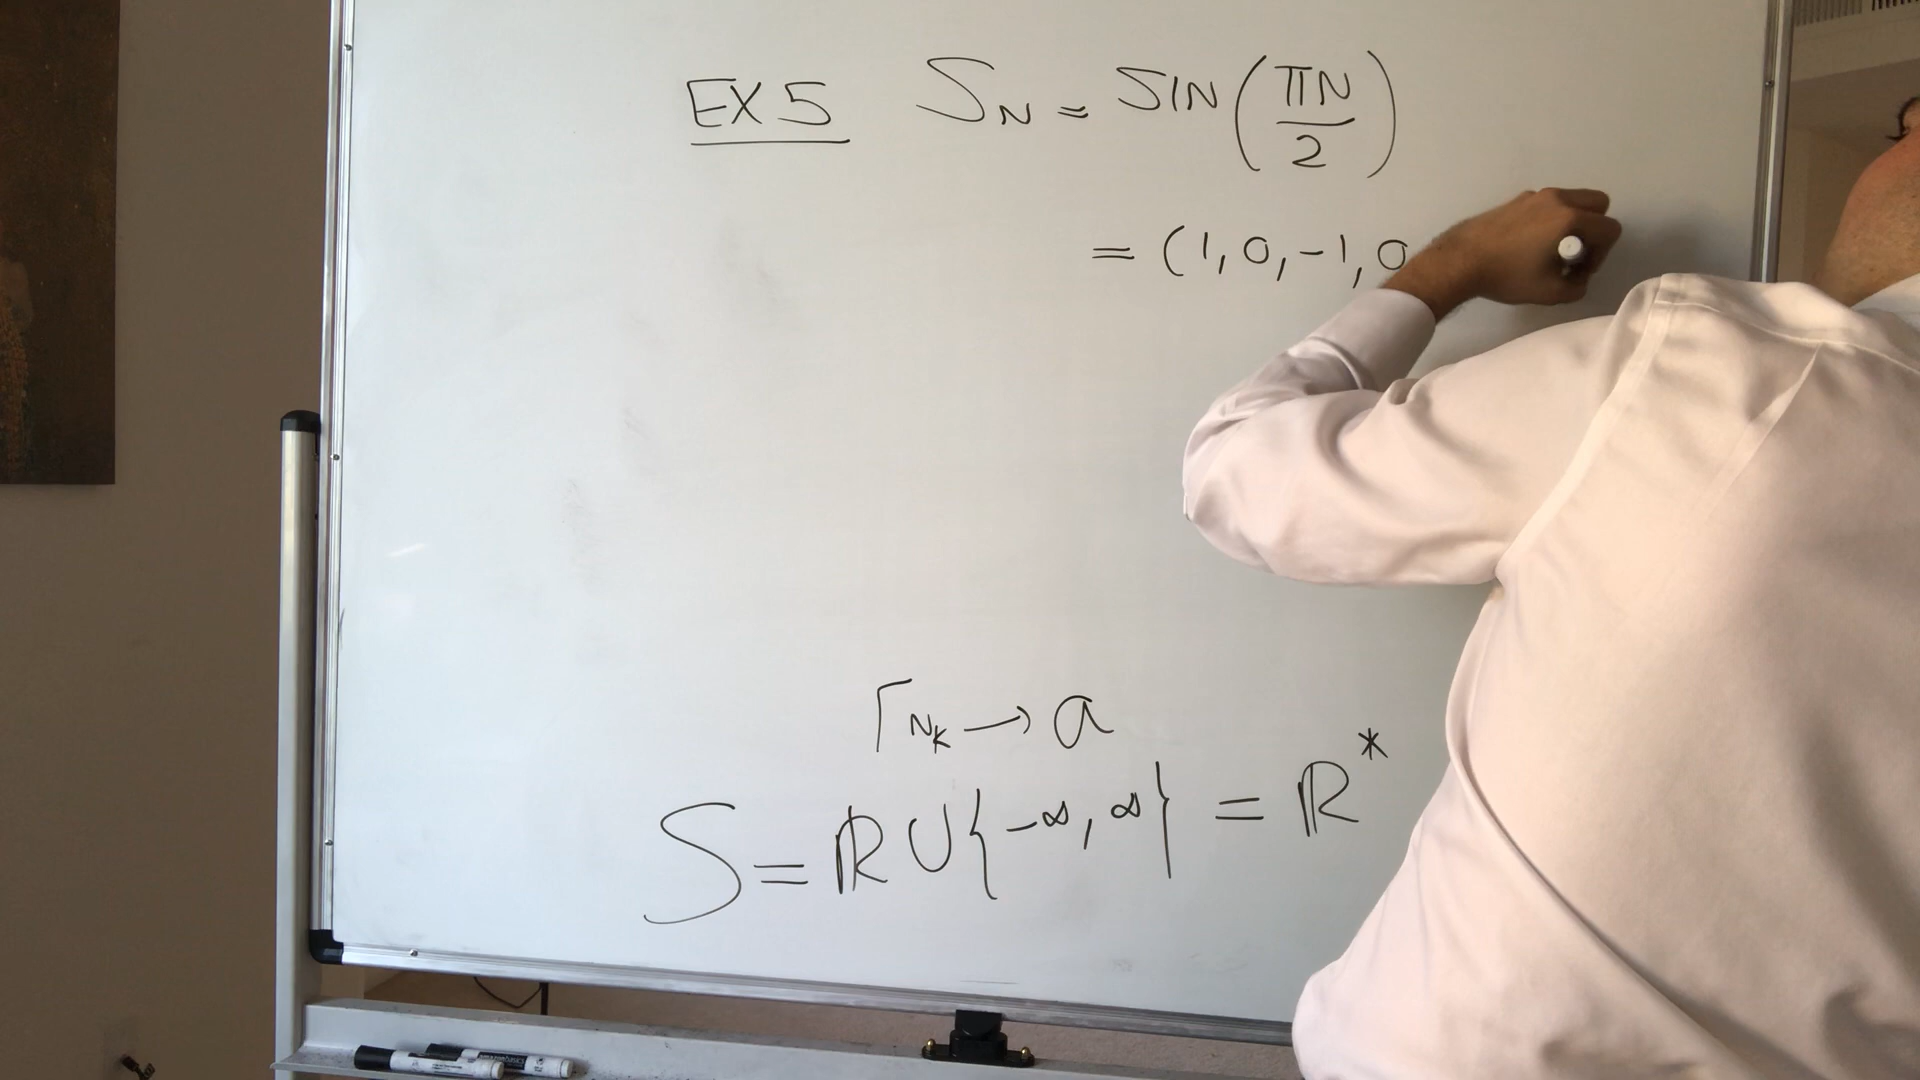 EX 5 S_N = SIN(πN/2)
= (1, 0, -1, 0
r_{N_K} → a
S = ℝ ∪ {-∞, ∞} = ℝ*